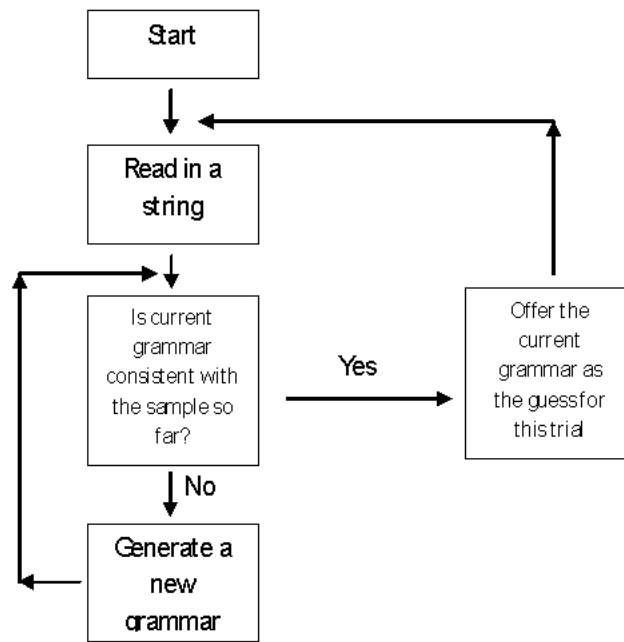 Start
Read in a
string
Is current
grammar
consistent with
the sample so
far?
Yes
Offer the
current
grammar as
the guess for
this trial
No
Generate a
new
grammar